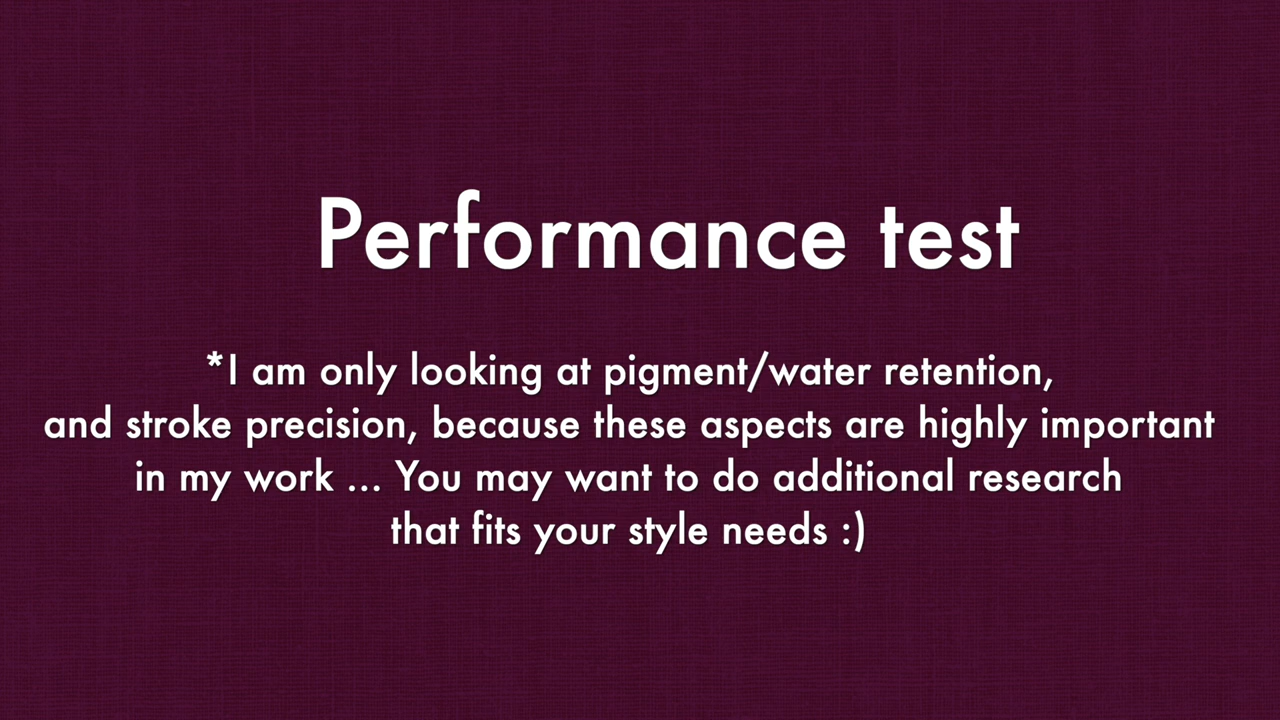 Performance test
*I am only looking at pigment/water retention,
and stroke precision, because these aspects are highly important
in my work ... You may want to do additional research
that fits your style needs :)